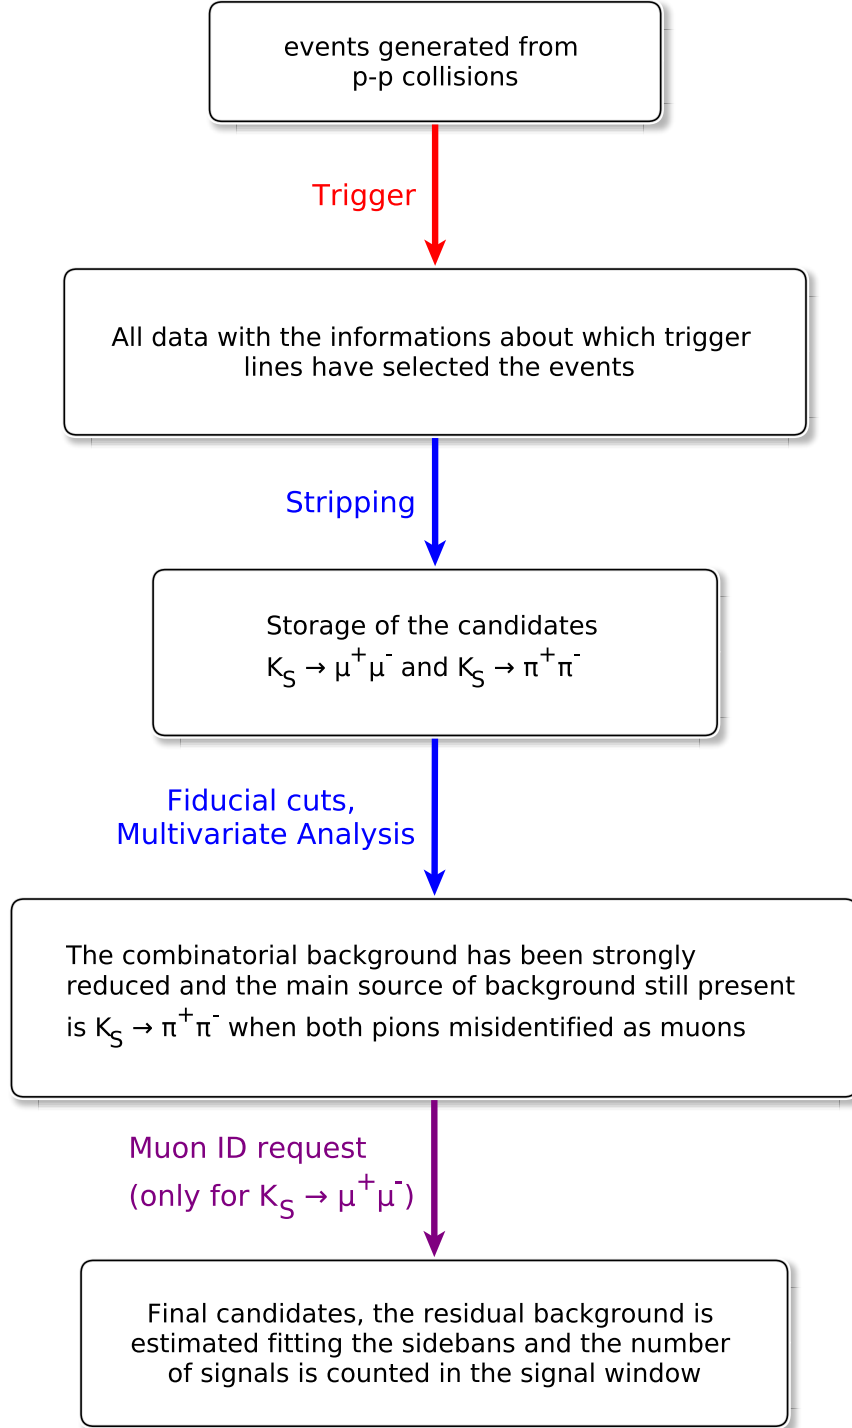 events generated from
p-p collisions
Trigger
All data with the informations about which trigger
lines have selected the events
Stripping
Storage of the candidates
K_S → μ⁺μ⁻ and K_S → π⁺π⁻
Fiducial cuts,
Multivariate Analysis
The combinatorial background has been strongly
reduced and the main source of background still present
is K_S → π⁺π⁻ when both pions misidentified as muons
Muon ID request
(only for K_S → μ⁺μ⁻)
Final candidates, the residual background is
estimated fitting the sidebans and the number
of signals is counted in the signal window